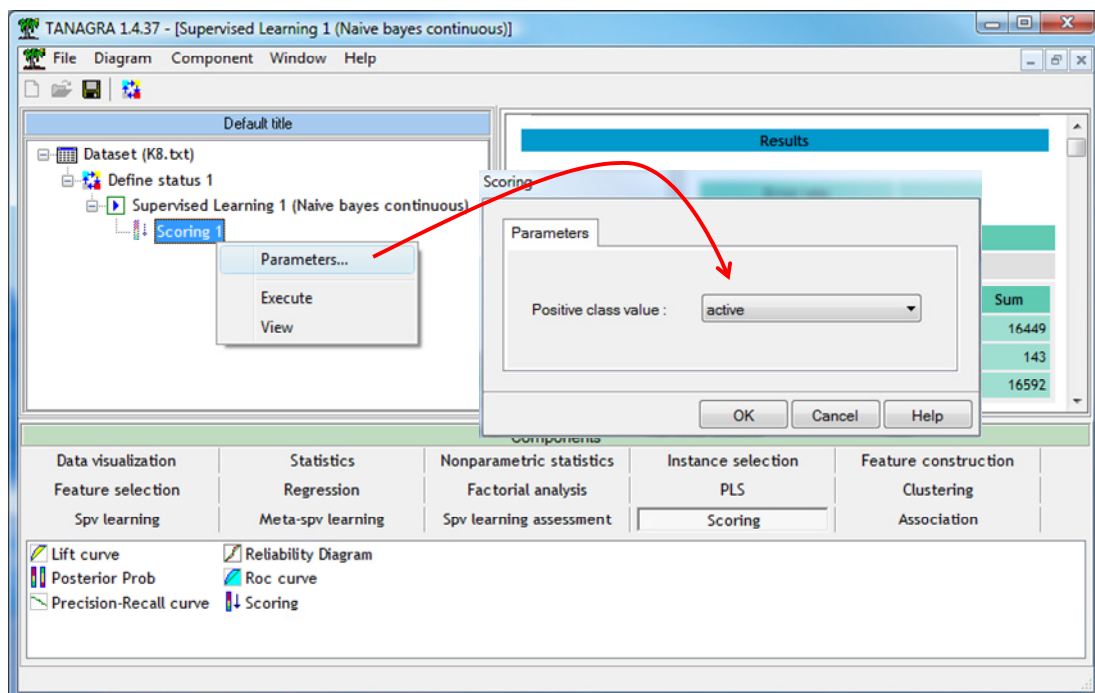 TANAGRA 1.4.37 - [Supervised Learning 1 (Naive bayes continuous)]
File Diagram Component Window Help
Default title
Dataset (K8.txt)
Define status 1
Supervised Learning 1 (Naive bayes continuous)
Scoring 1
Parameters...
Execute
View
Results
Scoring
Parameters
Positive class value :
active
OK Cancel Help
Sum
16449
143
16592
Components
Data visualization Statistics Nonparametric statistics Instance selection Feature construction
Feature selection Regression Factorial analysis PLS Clustering
Spv learning Meta-spv learning Spv learning assessment Scoring Association
Lift curve Reliability Diagram
Posterior Prob Roc curve
Precision-Recall curve Scoring